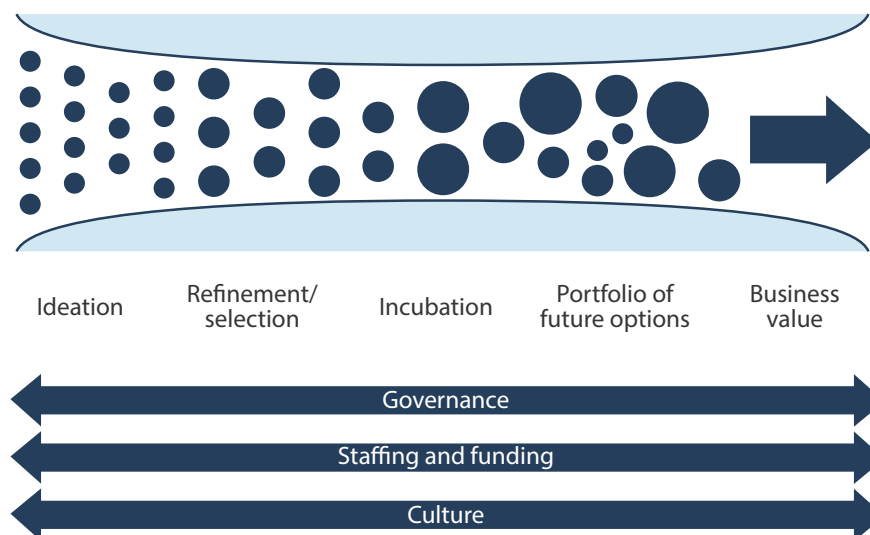 Ideation
Refinement/
selection
Incubation
Portfolio of
future options
Business
value
Governance
Staffing and funding
Culture